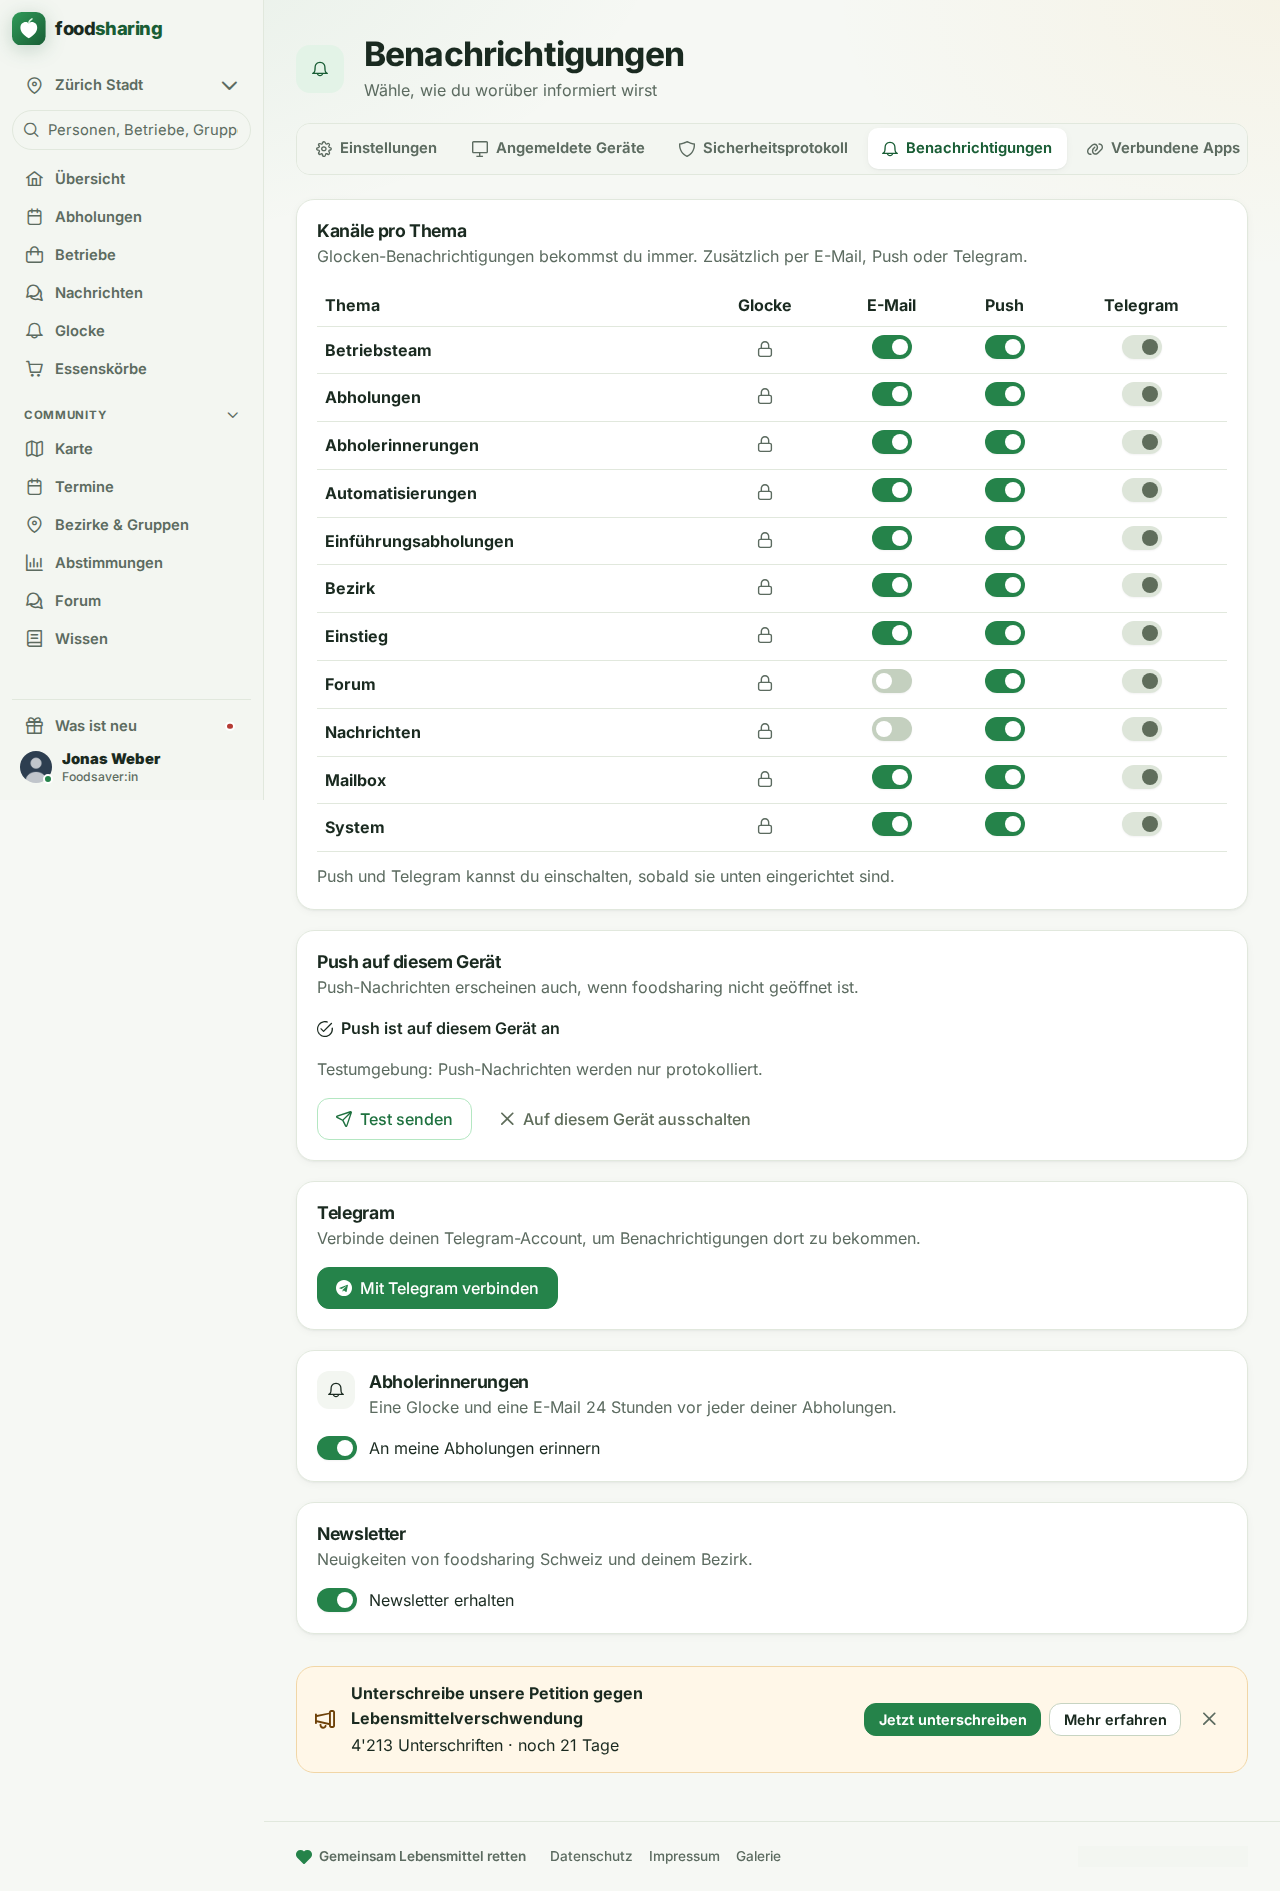 foodsharing
Zürich Stadt
Personen, Betriebe, Grupp
Übersicht
Abholungen
Betriebe
Nachrichten
Glocke
Essenskörbe
COMMUNITY
Karte
Termine
Bezirke & Gruppen
Abstimmungen
Forum
Wissen
Was ist neu
Jonas Weber
Foodsaver:in
Benachrichtigungen
Wähle, wie du worüber informiert wirst
Einstellungen Angemeldete Geräte Sicherheitsprotokoll Benachrichtigungen Verbundene Apps
Kanäle pro Thema
Glocken-Benachrichtigungen bekommst du immer. Zusätzlich per E-Mail, Push oder Telegram.
Thema Glocke E-Mail Push Telegram
Betriebsteam
Abholungen
Abholerinnerungen
Automatisierungen
Einführungsabholungen
Bezirk
Einstieg
Forum
Nachrichten
Mailbox
System
Push und Telegram kannst du einschalten, sobald sie unten eingerichtet sind.
Push auf diesem Gerät
Push-Nachrichten erscheinen auch, wenn foodsharing nicht geöffnet ist.
Push ist auf diesem Gerät an
Testumgebung: Push-Nachrichten werden nur protokolliert.
Test senden Auf diesem Gerät ausschalten
Telegram
Verbinde deinen Telegram-Account, um Benachrichtigungen dort zu bekommen.
Mit Telegram verbinden
Abholerinnerungen
Eine Glocke und eine E-Mail 24 Stunden vor jeder deiner Abholungen.
An meine Abholungen erinnern
Newsletter
Neuigkeiten von foodsharing Schweiz und deinem Bezirk.
Newsletter erhalten
Unterschreibe unsere Petition gegen
Lebensmittelverschwendung
4'213 Unterschriften · noch 21 Tage
Jetzt unterschreiben Mehr erfahren
Gemeinsam Lebensmittel retten Datenschutz Impressum Galerie